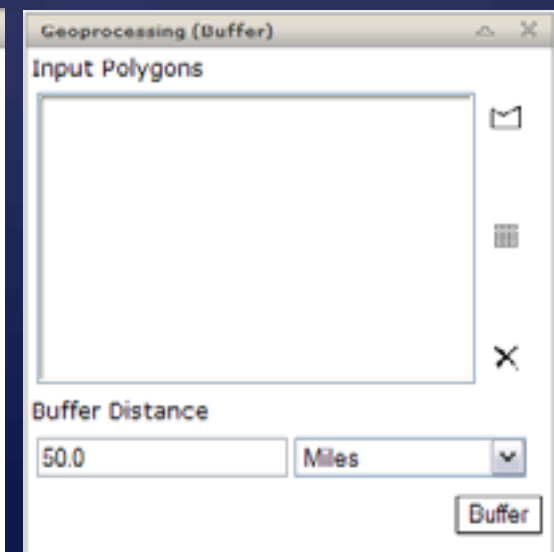 Geoprocessing (Buffer)
Input Polygons
Buffer Distance
50.0 Miles
Buffer